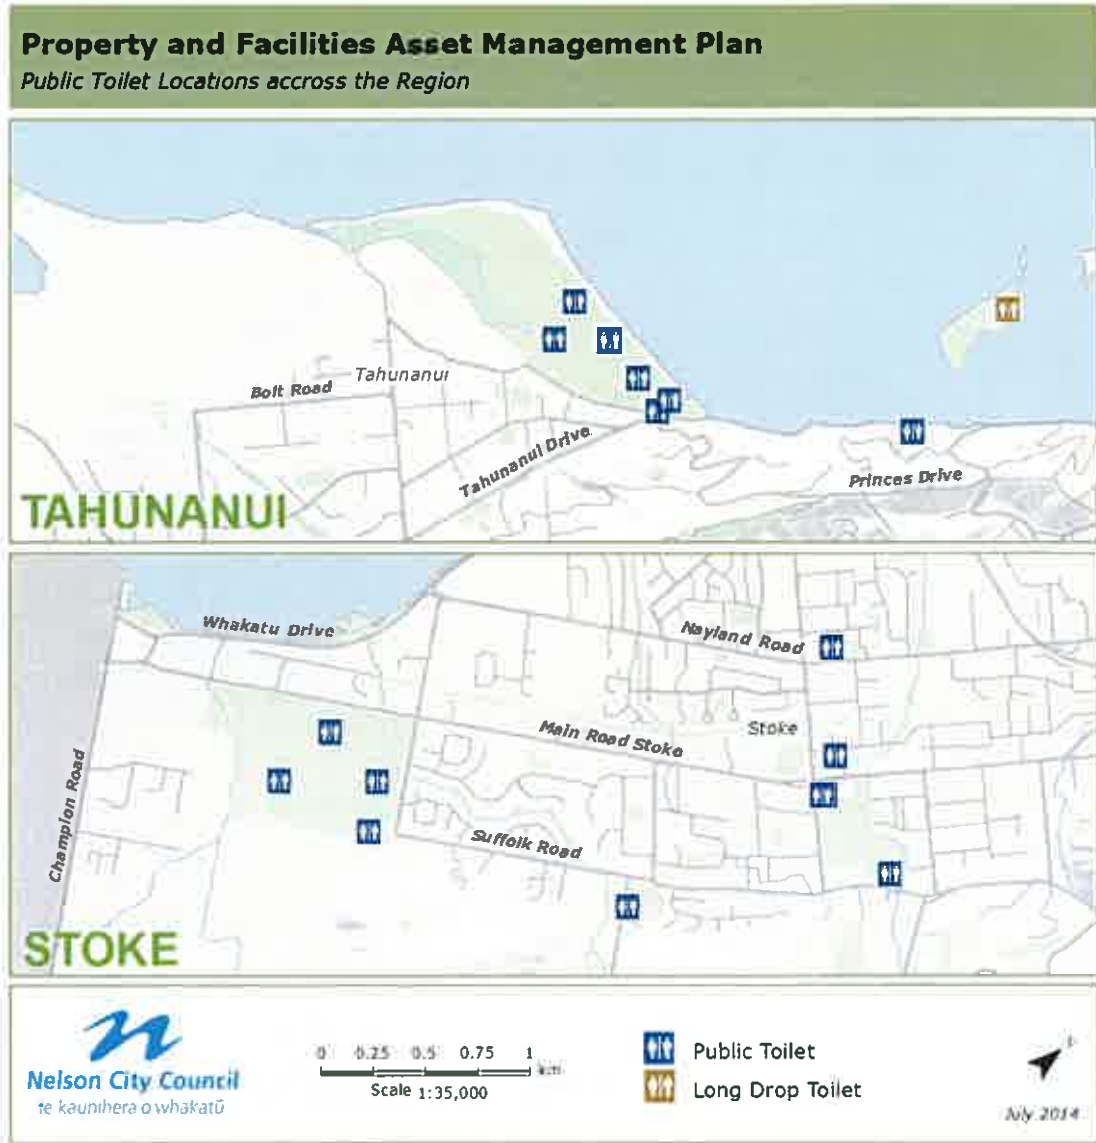 Property and Facilities Asset Management Plan
Public Toilet Locations accross the Region
Bolt Road
Tahunanui
Tahunanui Drive
Princes Drive
TAHUNANUI
Whakatu Drive
Nayland Road
Main Road Stoke
Stoke
Champion Road
Suffolk Road
STOKE
Nelson City Council
te kaunihera o whakatū
0 0.25 0.5 0.75 1
km
Scale 1:35,000
Public Toilet
Long Drop Toilet
July 2014